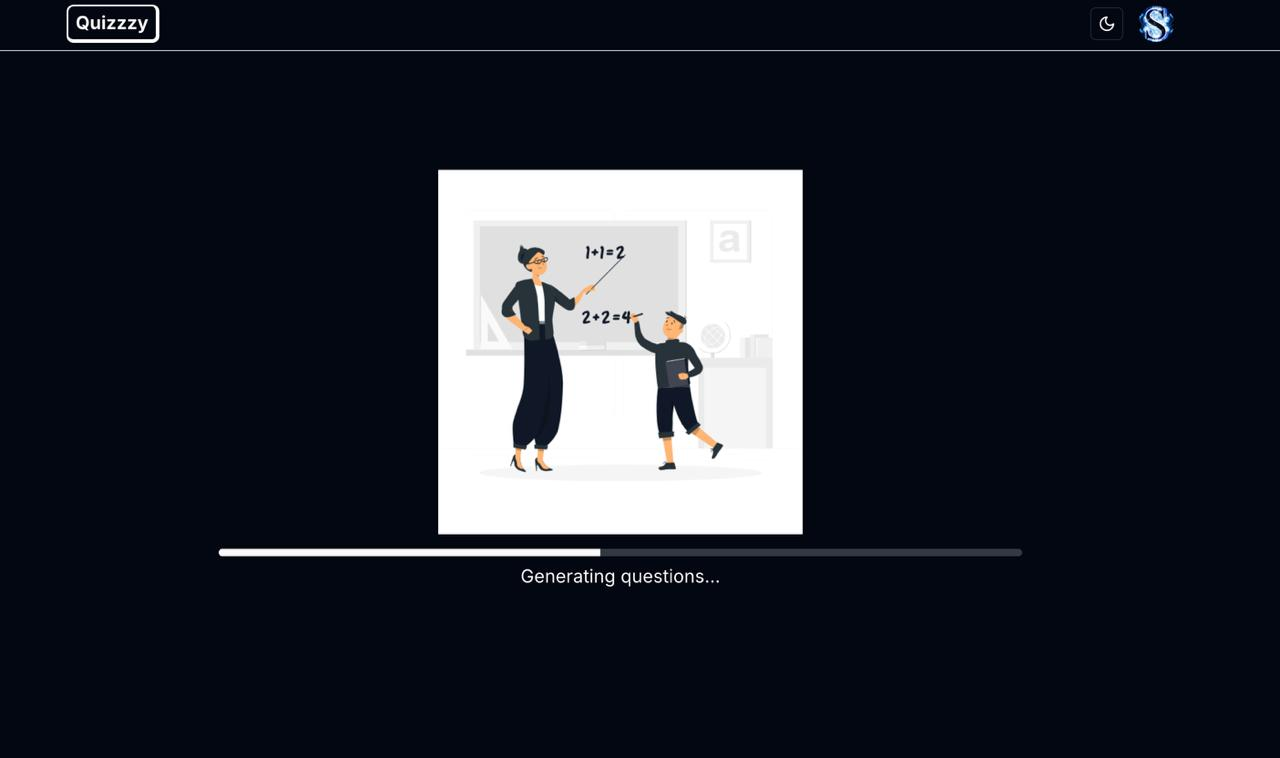 Quizzzy
S
1+1=2
a
2+2=4
Generating questions...